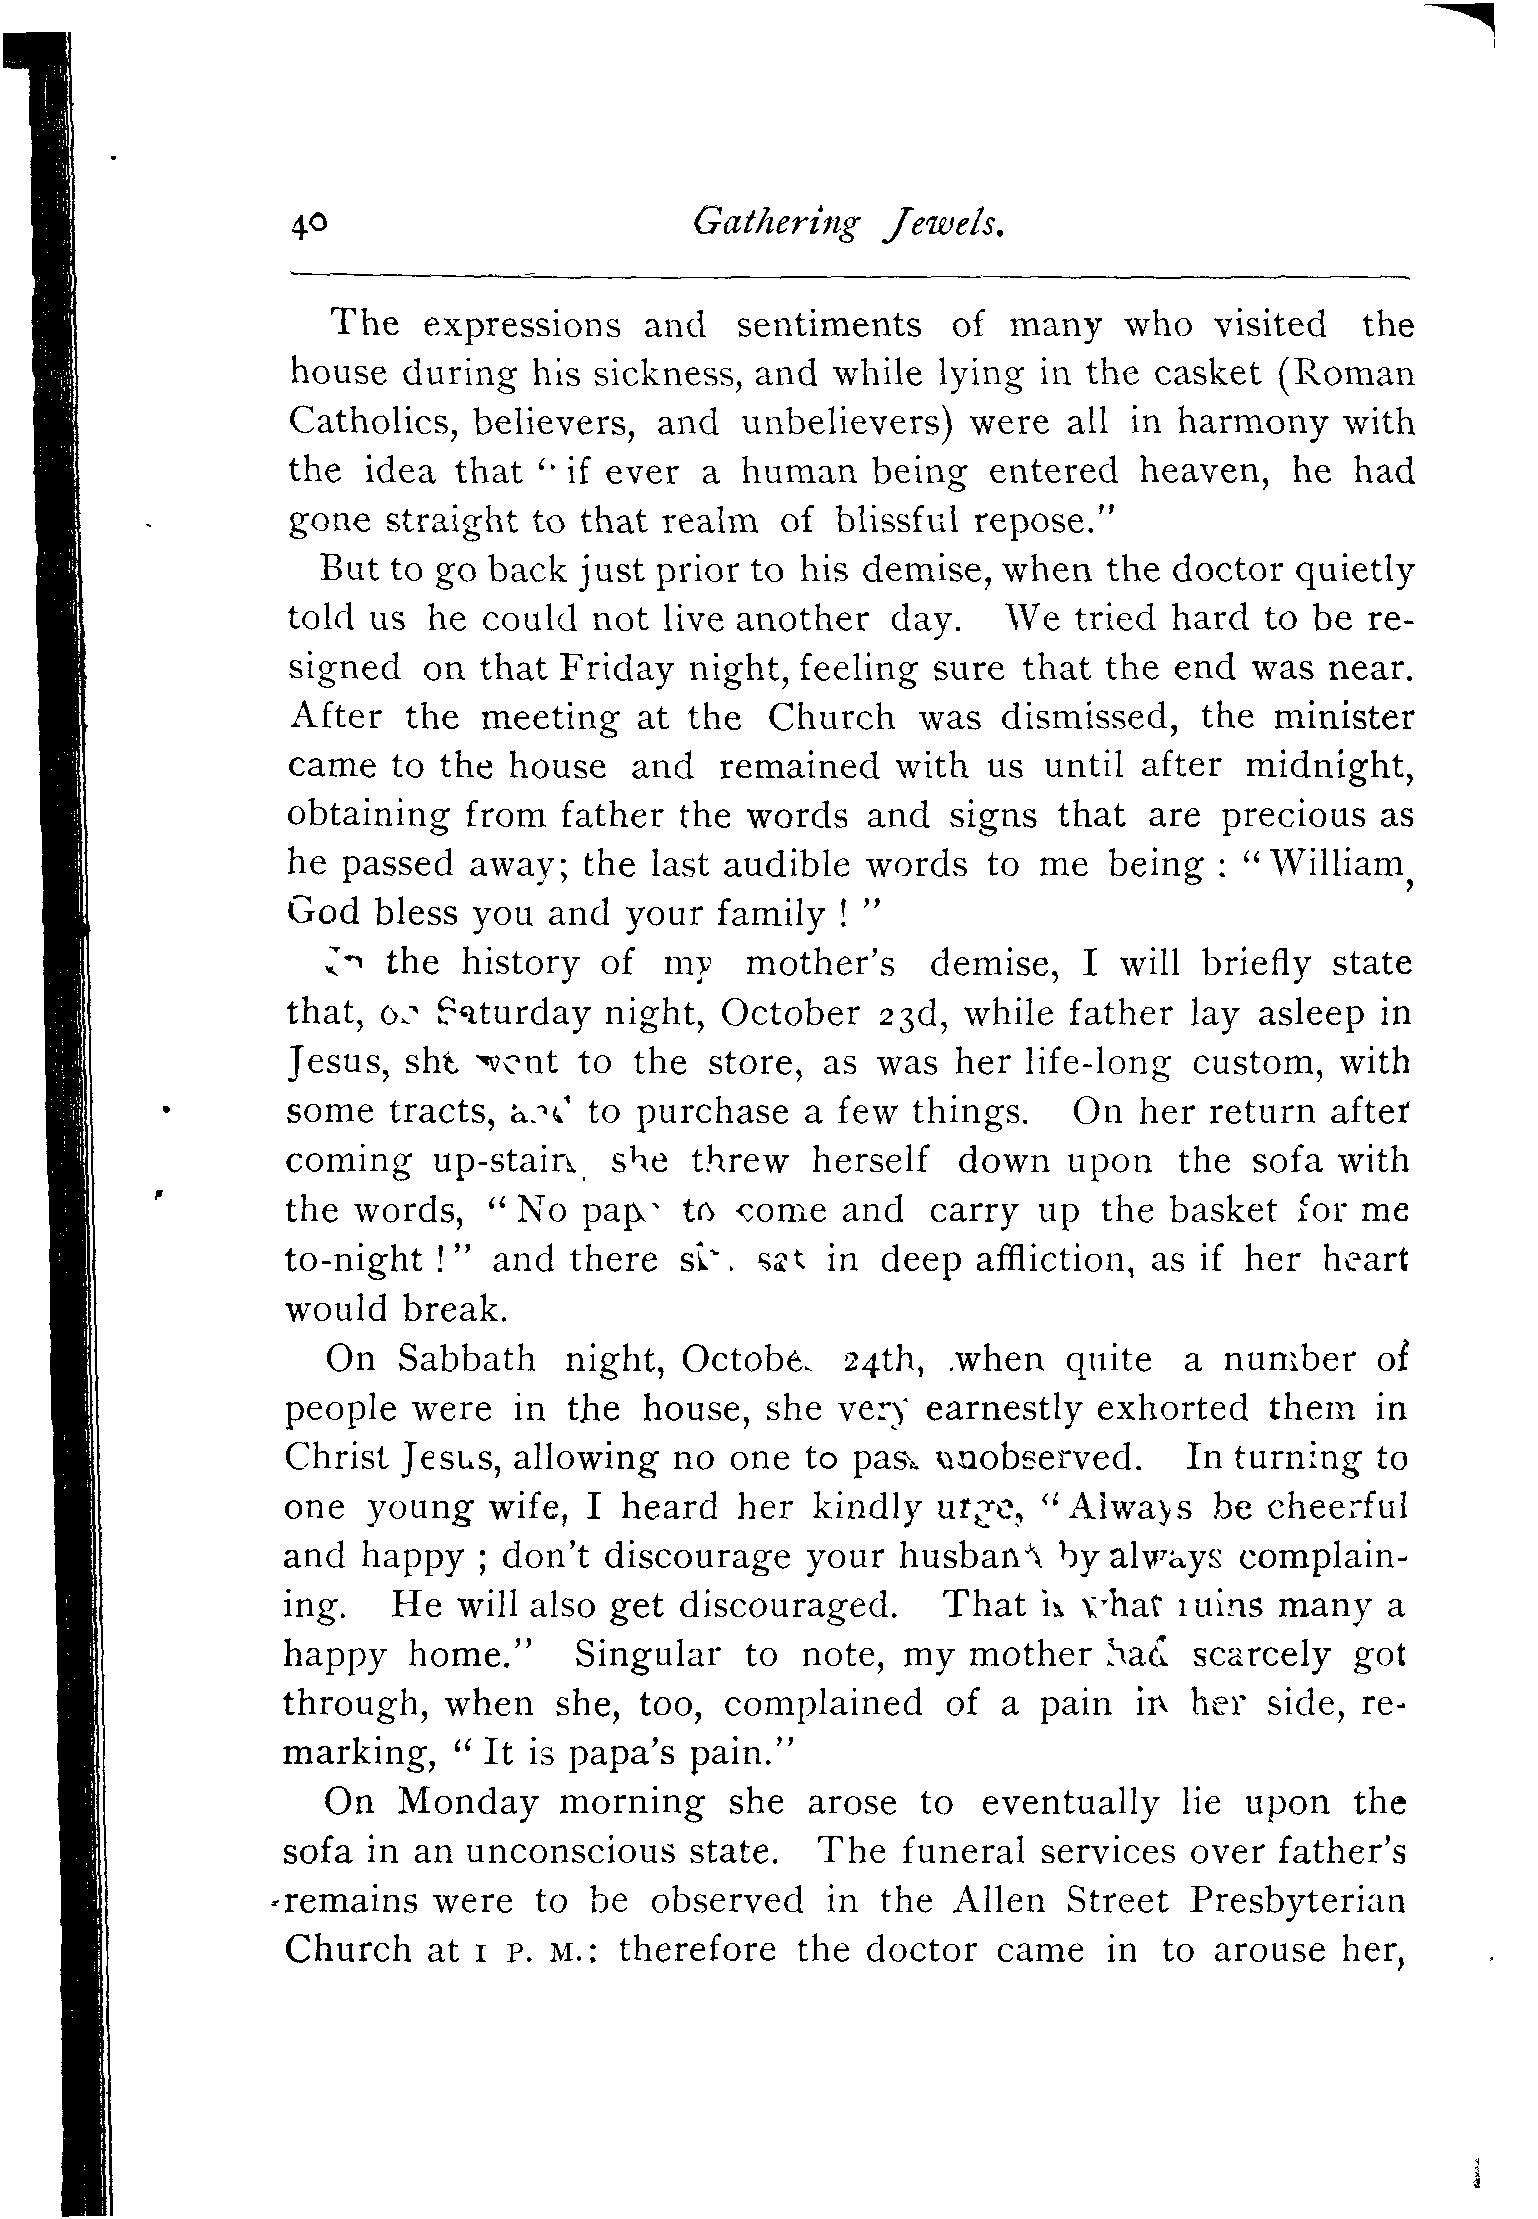 40 Gathering Jewels.
The expressions and sentiments of many who visited the
house during his sickness, and while lying in the casket (Roman
Catholics, believers, and unbelievers) were all in harmony with
the idea that “ if ever a human being entered heaven, he had
gone straight to that realm of blissful repose.”
But to go back just prior to his demise, when the doctor quietly
told us he could not live another day. We tried hard to be re-
signed on that Friday night, feeling sure that the end was near.
After the meeting at the Church was dismissed, the minister
came to the house and remained with us until after midnight,
obtaining from father the words and signs that are precious as
he passed away; the last audible words to me being : “ William,
God bless you and your family ! ”
In the history of my mother’s demise, I will briefly state
that, on Saturday night, October 23d, while father lay asleep in
Jesus, she went to the store, as was her life-long custom, with
some tracts, and to purchase a few things. On her return after
coming up-stairs, she threw herself down upon the sofa with
the words, “ No papa to come and carry up the basket for me
to-night ! ” and there she sat in deep affliction, as if her heart
would break.
On Sabbath night, October 24th, when quite a number of
people were in the house, she very earnestly exhorted them in
Christ Jesus, allowing no one to pass unobserved. In turning to
one young wife, I heard her kindly urge, “ Always be cheerful
and happy ; don’t discourage your husband by always complain-
ing. He will also get discouraged. That is what ruins many a
happy home.” Singular to note, my mother had scarcely got
through, when she, too, complained of a pain in her side, re-
marking, “ It is papa’s pain.”
On Monday morning she arose to eventually lie upon the
sofa in an unconscious state. The funeral services over father’s
remains were to be observed in the Allen Street Presbyterian
Church at 1 P. M.: therefore the doctor came in to arouse her,